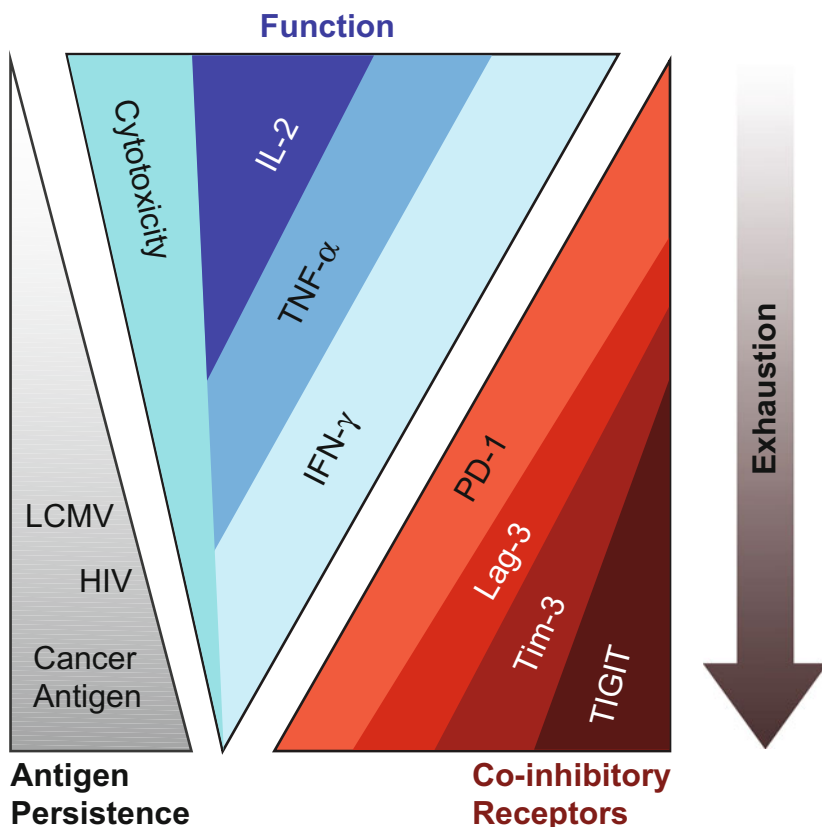 Function
Cytotoxicity
IL-2
TNF-α
IFN-γ
PD-1
Lag-3
Tim-3
TIGIT
LCMV
HIV
Cancer
Antigen
Exhaustion
Antigen
Persistence
Co-inhibitory
Receptors